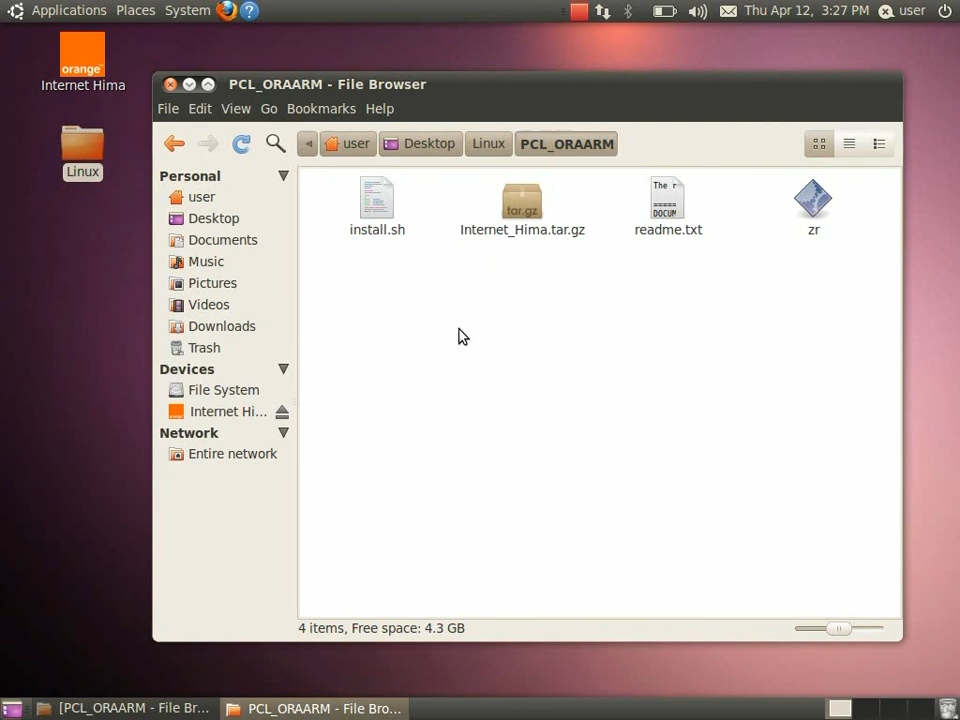 Applications Places System Thu Apr 12, 3:27 PM user
orange™
Internet Hima
Linux
PCL_ORAARM - File Browser
File Edit View Go Bookmarks Help
user Desktop Linux PCL_ORAARM
Personal
user
Desktop
Documents
Music
Pictures
Videos
Downloads
Trash
Devices
File System
Internet Hi...
Network
Entire network
install.sh
tar.gz
Internet_Hima.tar.gz
The r
=====
DOCUM
readme.txt
zr
4 items, Free space: 4.3 GB
[PCL_ORAARM - File Br... PCL_ORAARM - File Bro...